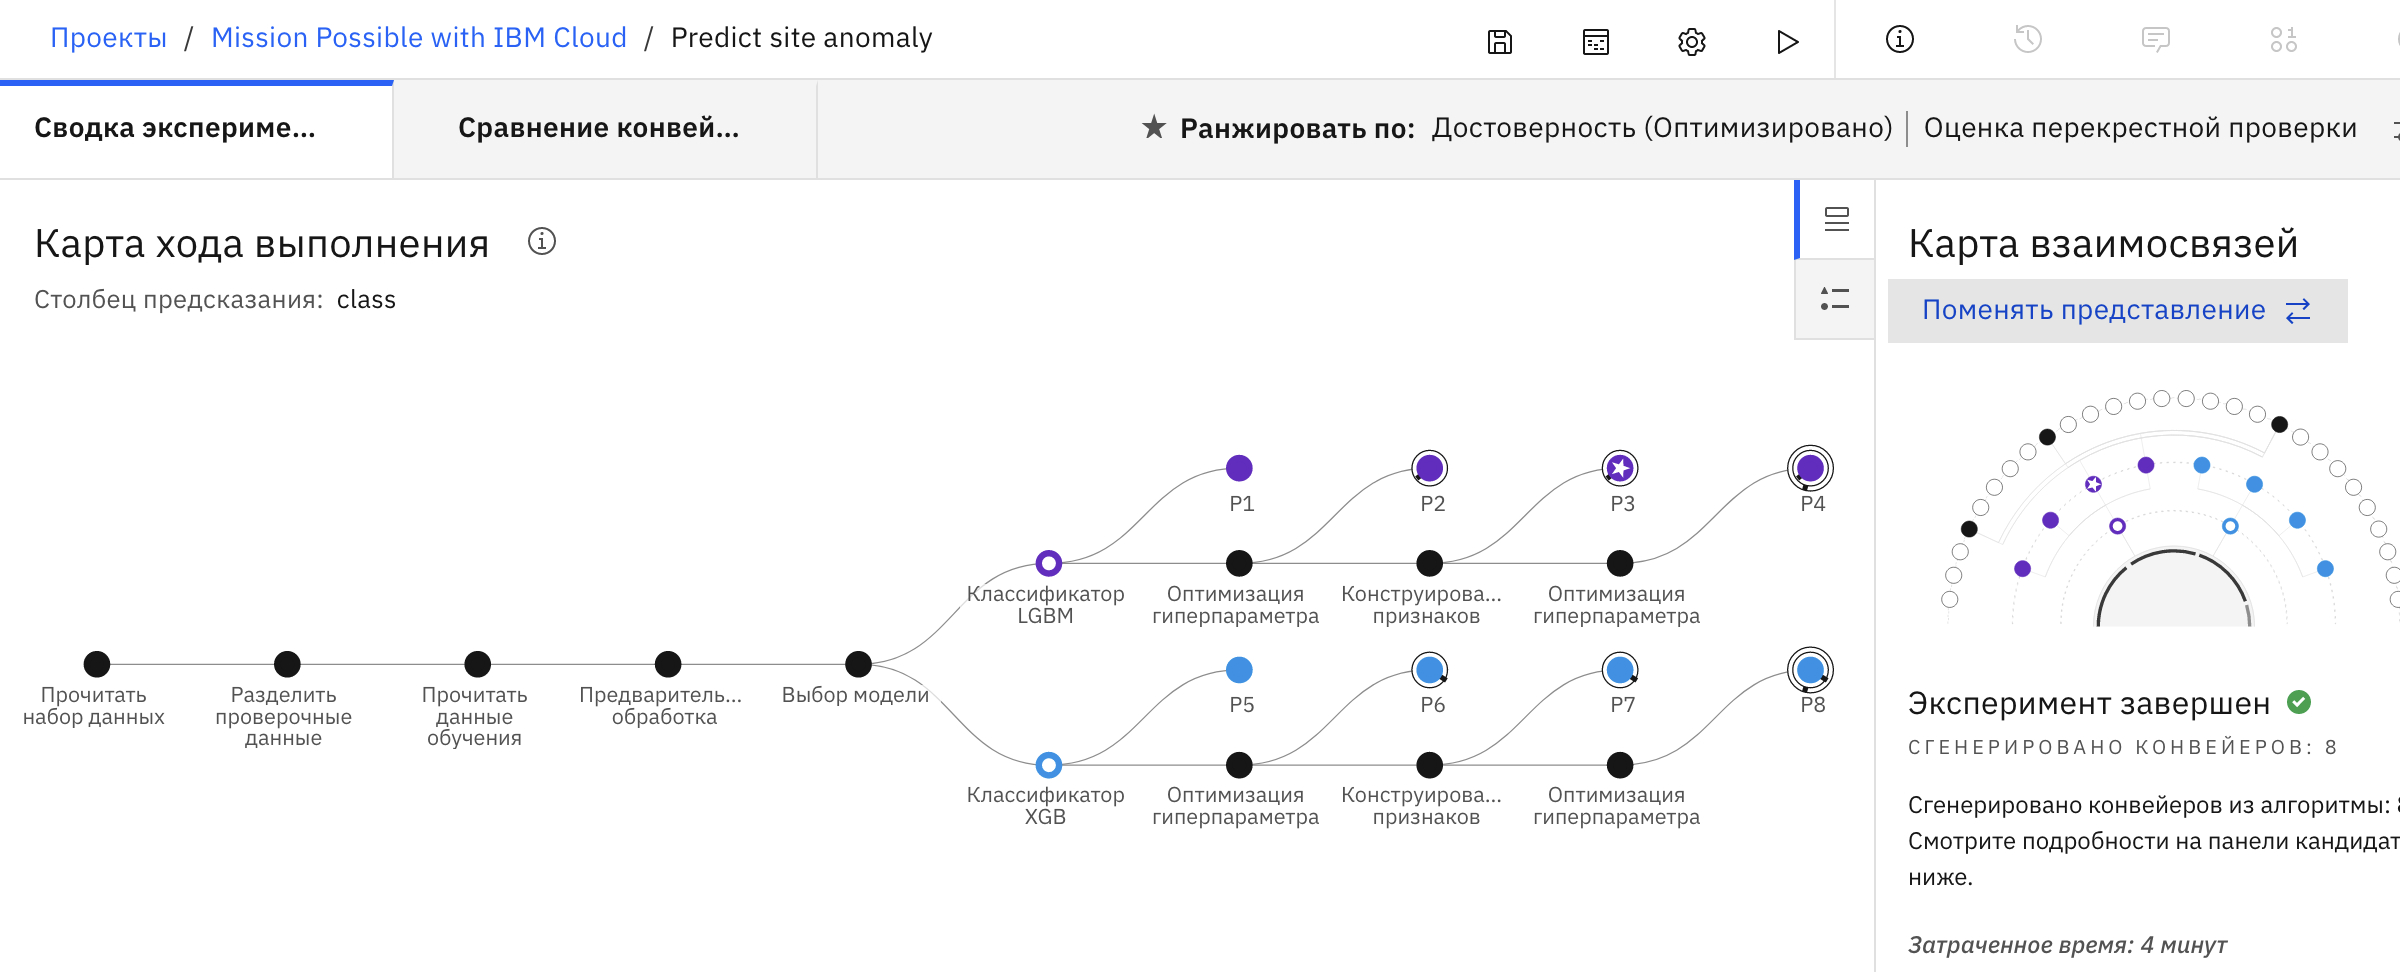 Проекты / Mission Possible with IBM Cloud / Predict site anomaly
Сводка экспериме...
Сравнение конвей...
Ранжировать по: Достоверность (Оптимизировано) | Оценка перекрестной проверки
Карта хода выполнения
Столбец предсказания: class
P1
P2
P3
P4
Классификатор
LGBM
Оптимизация
гиперпараметра
Конструирова...
признаков
Оптимизация
гиперпараметра
Прочитать
набор данных
Разделить
проверочные
данные
Прочитать
данные
обучения
Предваритель...
обработка
Выбор модели
P5
P6
P7
P8
Классификатор
XGB
Оптимизация
гиперпараметра
Конструирова...
признаков
Оптимизация
гиперпараметра
Карта взаимосвязей
Поменять представление
Эксперимент завершен
СГЕНЕРИРОВАНО КОНВЕЙЕРОВ: 8
Сгенерировано конвейеров из алгоритмы:
Смотрите подробности на панели кандидат
ниже.
Затраченное время: 4 минут